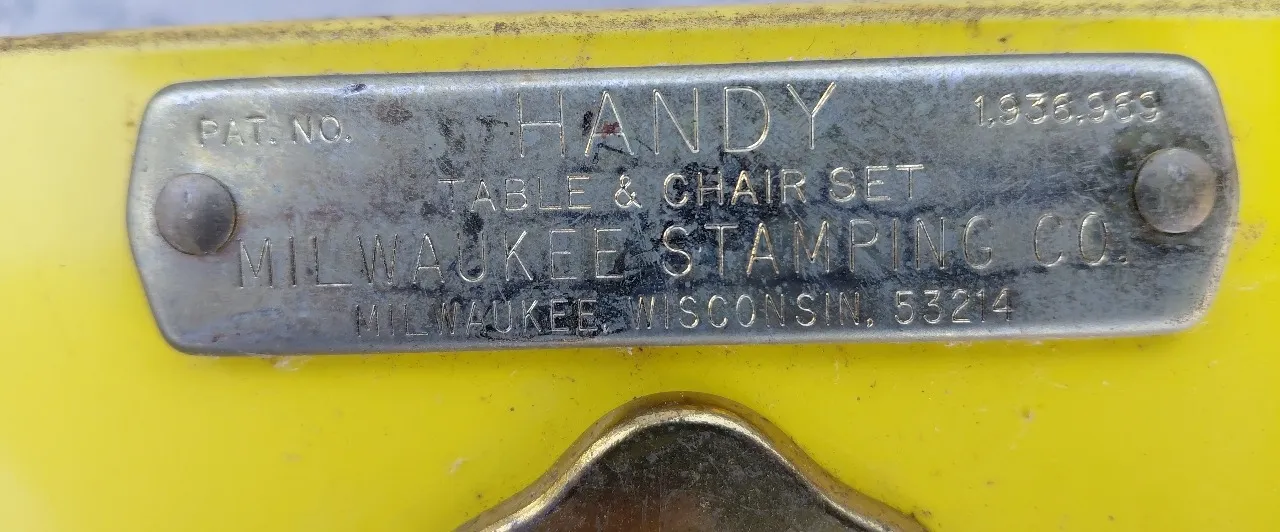 PAT. NO. HANDY 1,936,969
TABLE & CHAIR SET
MILWAUKEE STAMPING CO.
MILWAUKEE, WISCONSIN, 53214